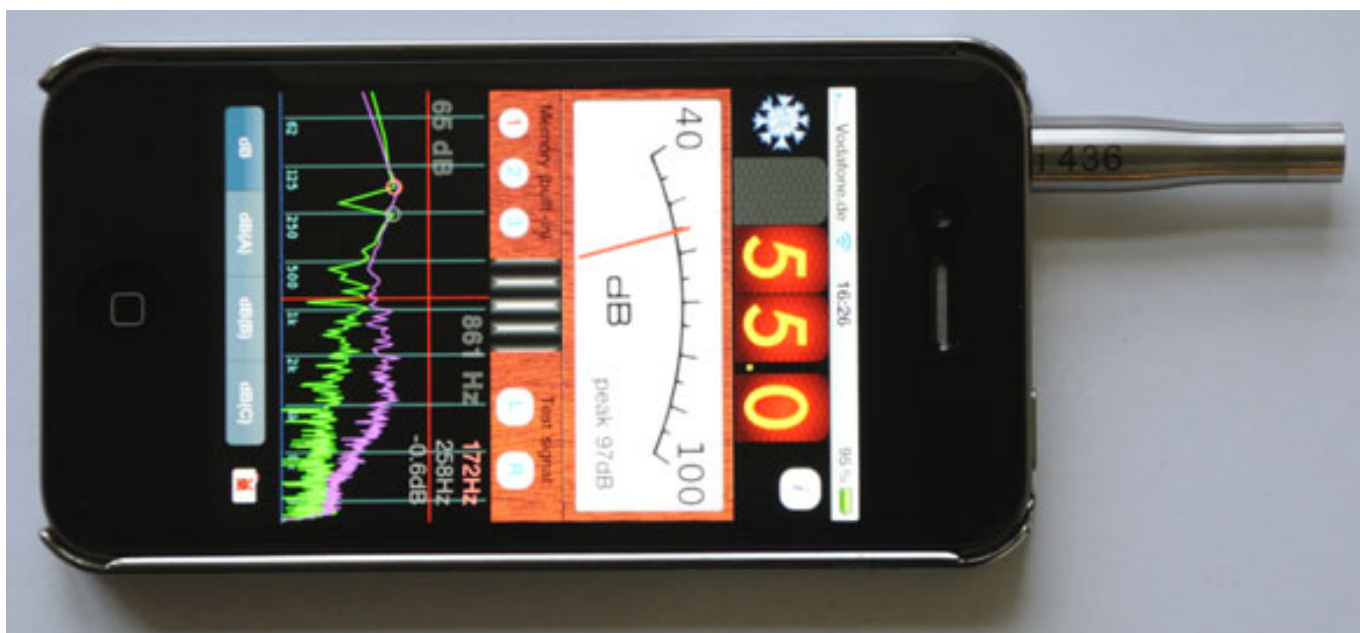 i 436
Vodafone.de 16:26 95 %
55.0 i
40 100
dB
peak 97dB
Memory Test signal
1 2 3 L R
65 dB 861 Hz 172Hz
258Hz
-0.6dB
62 125 250 500 1k 2k
dB dB(A) dB(B) dB(C)